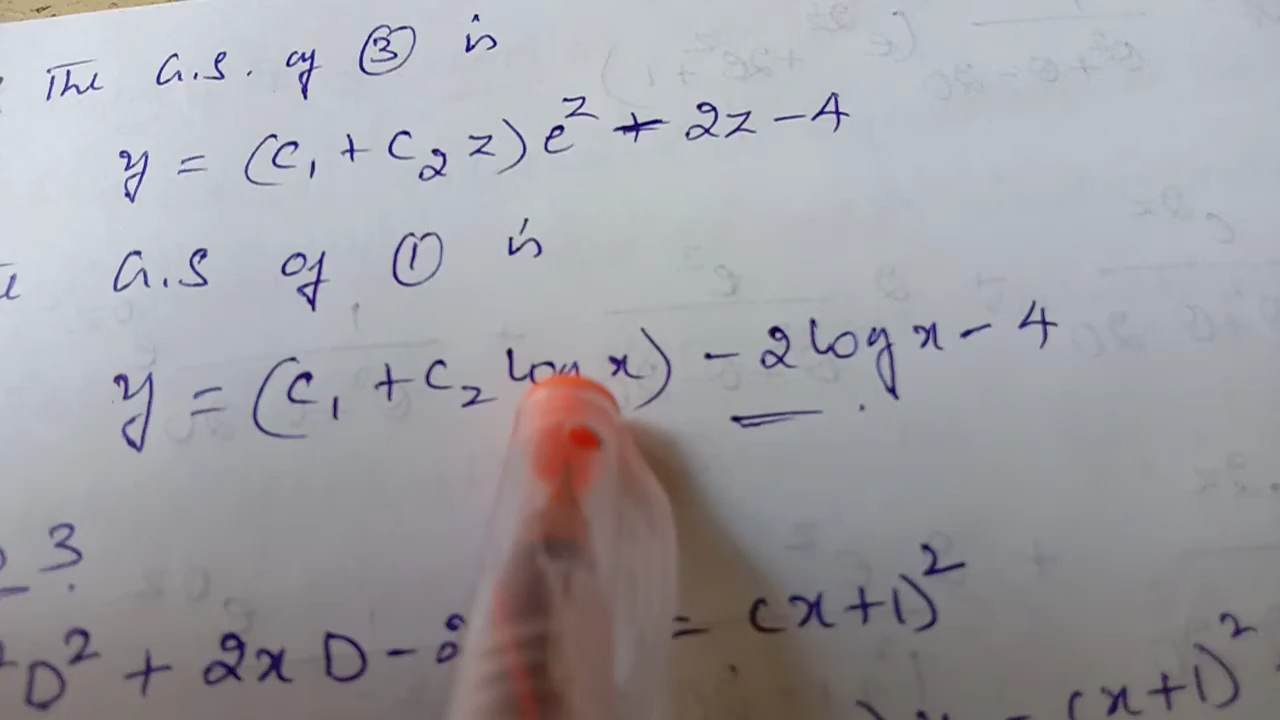 The G.S. of ③ is
y = (C₁ + C₂ z) e^z - 2z - 4
G.S of ① is
y = (C₁ + C₂ log x) - 2 log x - 4
3.
D² + 2x D - = (x+1)²
(x+1)²